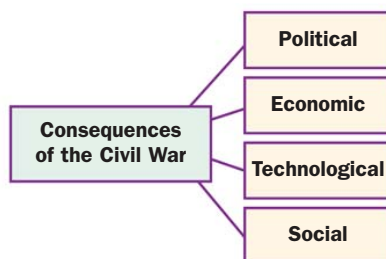 Consequences
of the Civil War
Political
Economic
Technological
Social